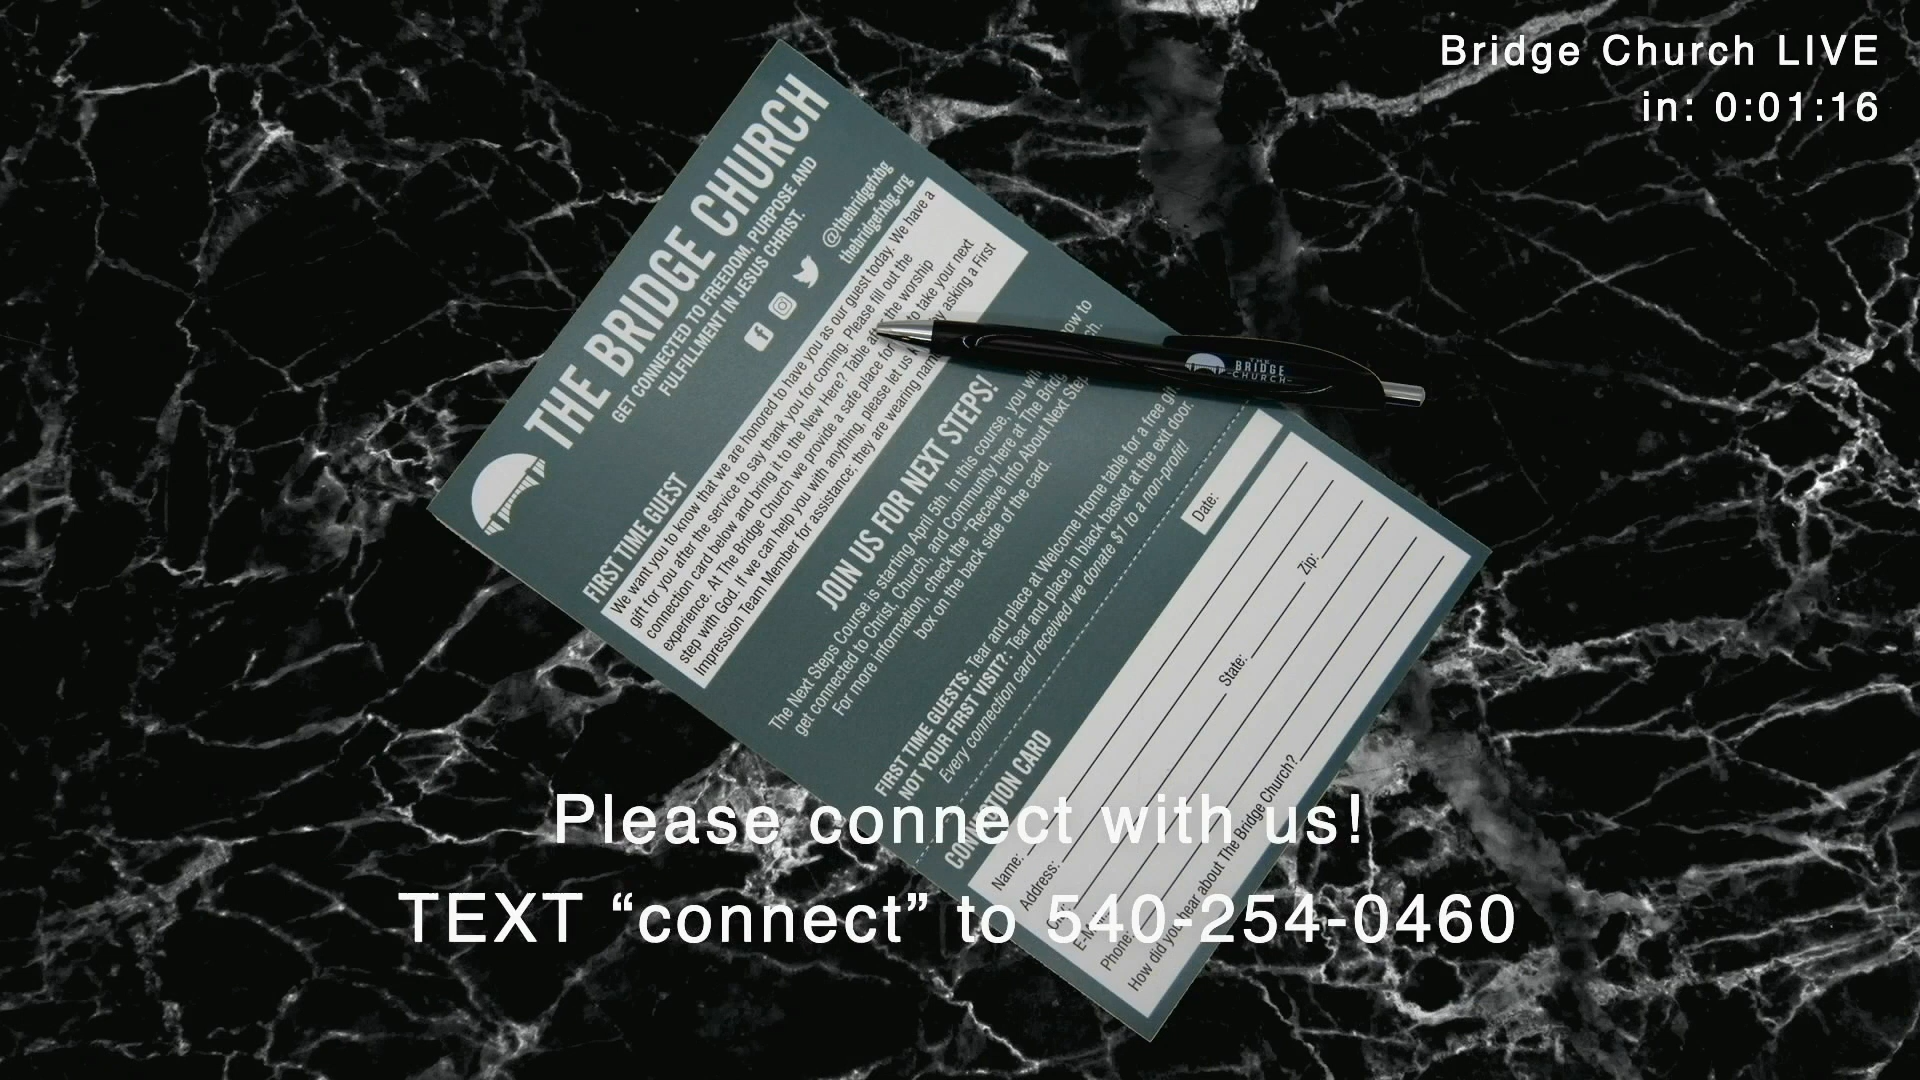 Bridge Church LIVE
in: 0:01:16
THE BRIDGE CHURCH
GET CONNECTED TO FREEDOM, PURPOSE AND
FULFILLMENT IN JESUS CHRIST.
@thebridgefxbg
thebridgefxbg.org
FIRST TIME GUEST
We want you to know that we are honored to have you as our guest today. We have a
gift for you after the service to say thank you for coming. Please fill out the
connection card below and bring it to the New Here? Table the worship
experience. At The Bridge Church we provide a safe place for to take your next
step with God. If we can help you with anything, please let us asking a First
Impression Team Member for assistance; they are wearing
JOIN US FOR NEXT STEPS!
The Next Steps Course is starting April 5th. In this course, you how to
get connected to Christ, Church, and Community here at The
For more information, check the "Receive Info About Next
box on the back side of the card.
FIRST TIME GUESTS: Tear and place at Welcome Home table for a free
NOT YOUR FIRST VISIT?: Tear and place in black basket at the exit door.
Every connection card received we donate $1 to a non-profit!
THE
BRIDGE
-CHURCH-
CARD
Date:
Name:
Address:
State: Zip:
Phone:
How did you hear about The Bridge Church?
Please connect with us!
TEXT “connect” to 540-254-0460